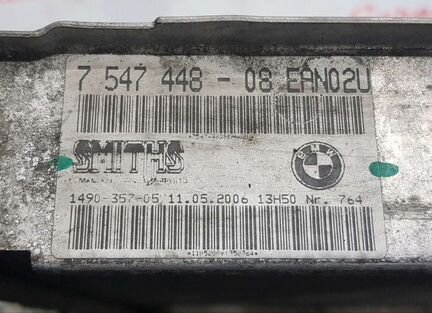 7 547 448 - 08 EAN02U
SMITHS
BMW
1490-357-05 11.05.2006 13H50 Nr. 764